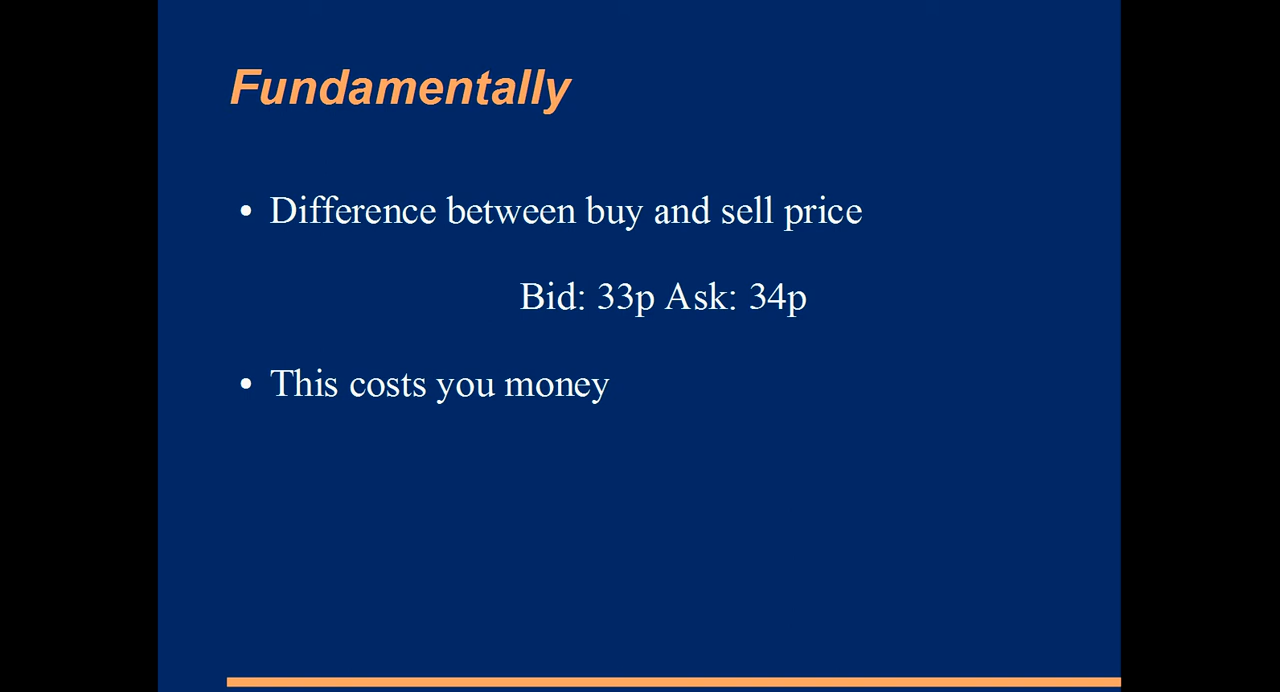 Fundamentally
• Difference between buy and sell price
Bid: 33p Ask: 34p
• This costs you money